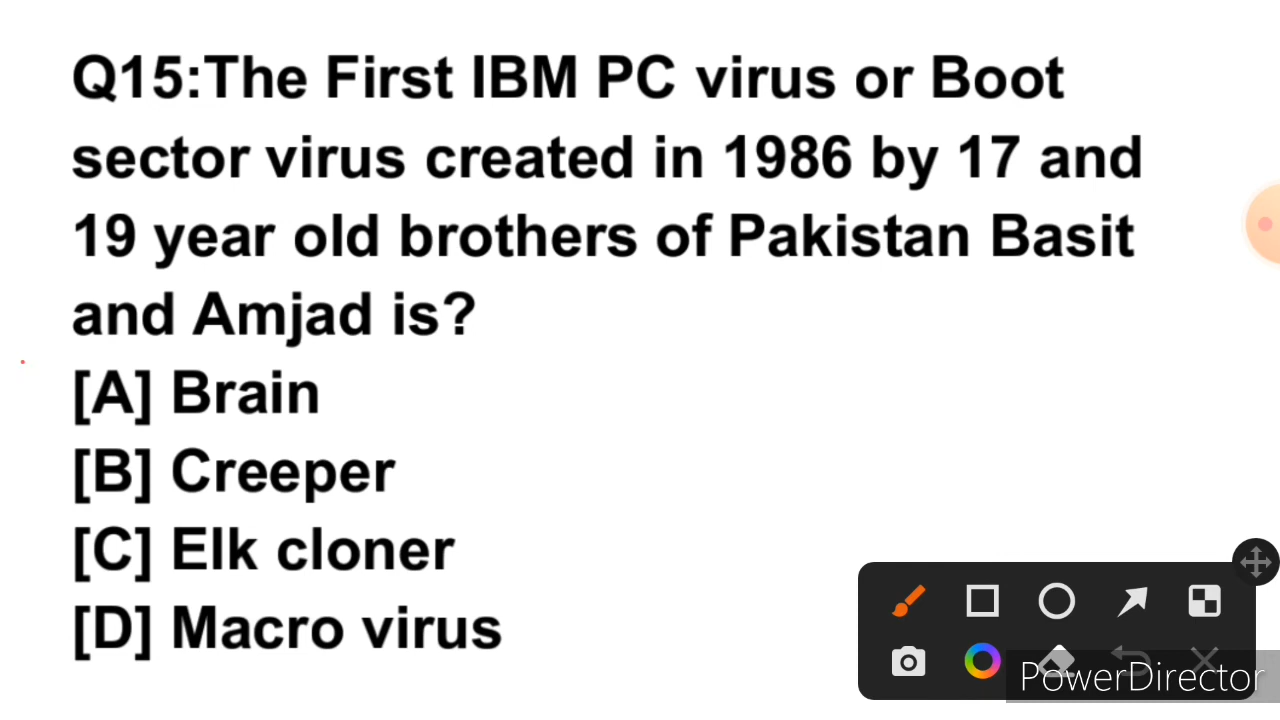 Q15:The First IBM PC virus or Boot
sector virus created in 1986 by 17 and
19 year old brothers of Pakistan Basit
and Amjad is?
[A] Brain
[B] Creeper
[C] Elk cloner
[D] Macro virus
PowerDirector